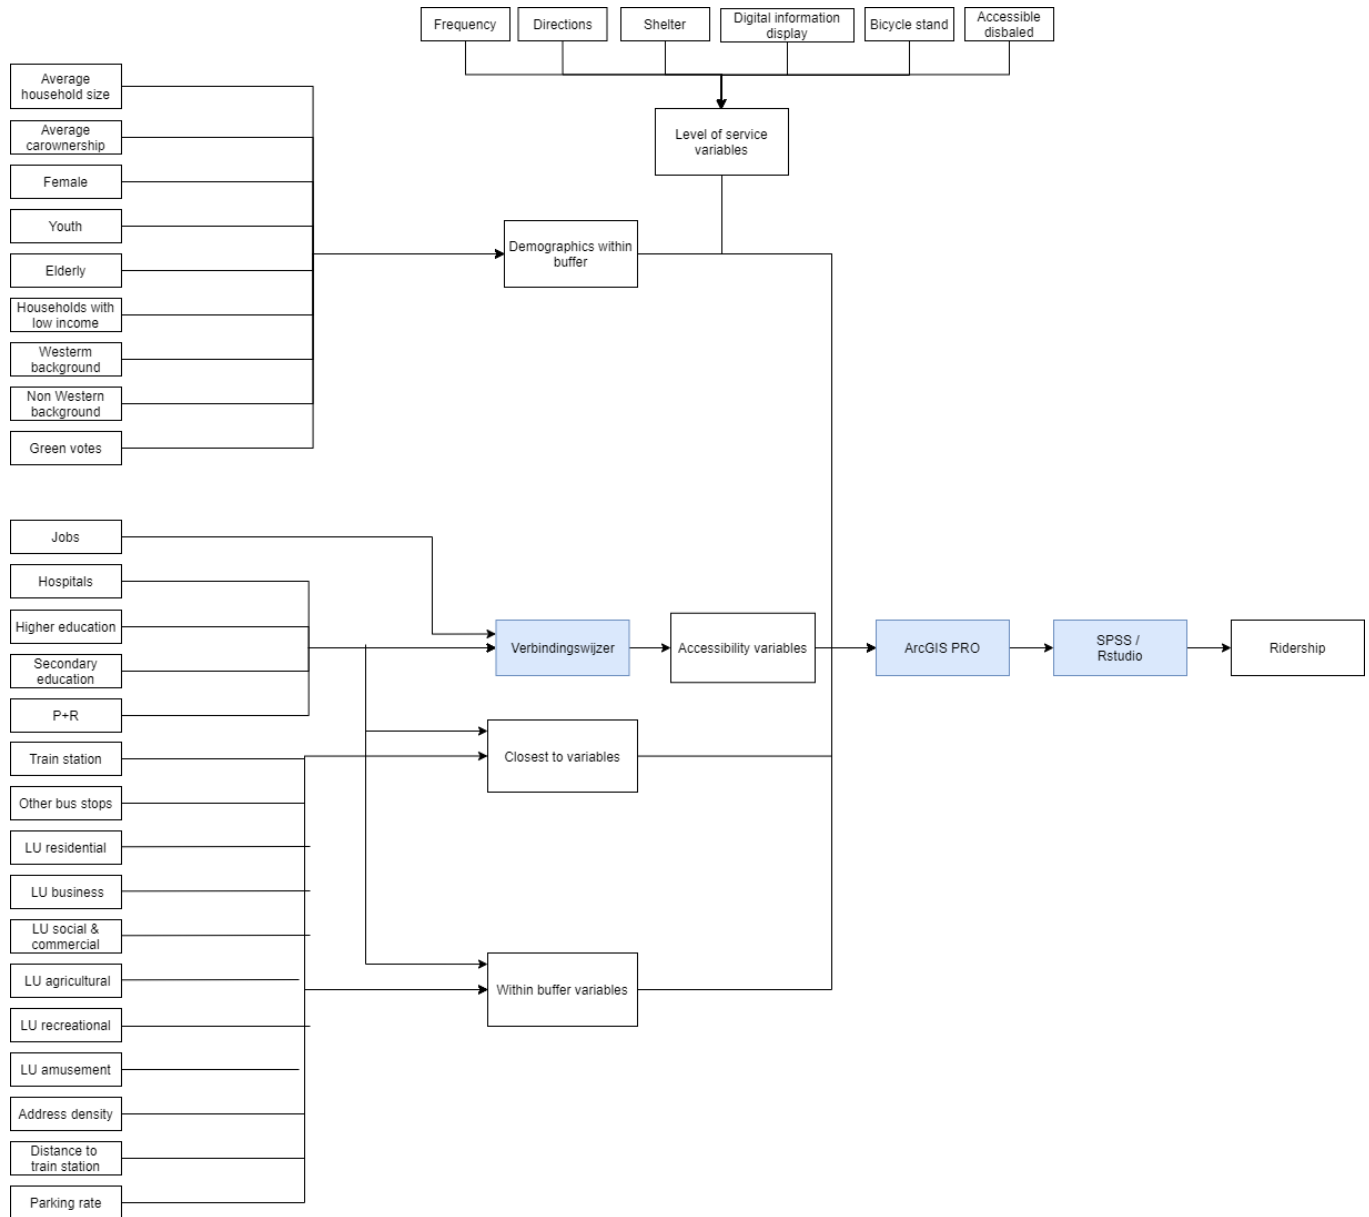 Frequency
Directions
Shelter
Digital information
display
Bicycle stand
Accessible
disbaled
Average
household size
Average
carownership
Female
Youth
Elderly
Households with
low income
Westerm
background
Non Western
background
Green votes
Level of service
variables
Demographics within
buffer
Jobs
Hospitals
Higher education
Secondary
education
P+R
Train station
Other bus stops
LU residential
LU business
LU social &
commercial
LU agricultural
LU recreational
LU amusement
Address density
Distance to
train station
Parking rate
Verbindingswijzer
Accessibility variables
ArcGIS PRO
SPSS /
Rstudio
Ridership
Closest to variables
Within buffer variables